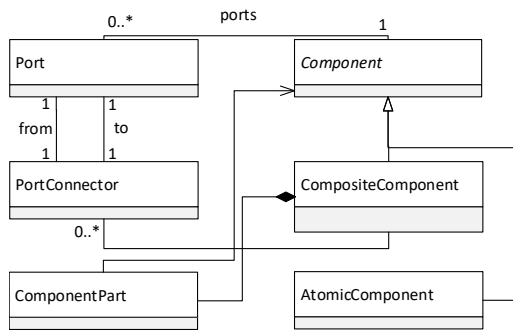 ports
0..*
1
Port
Component
1
1
from
to
1
1
PortConnector
CompositeComponent
0..*
ComponentPart
AtomicComponent